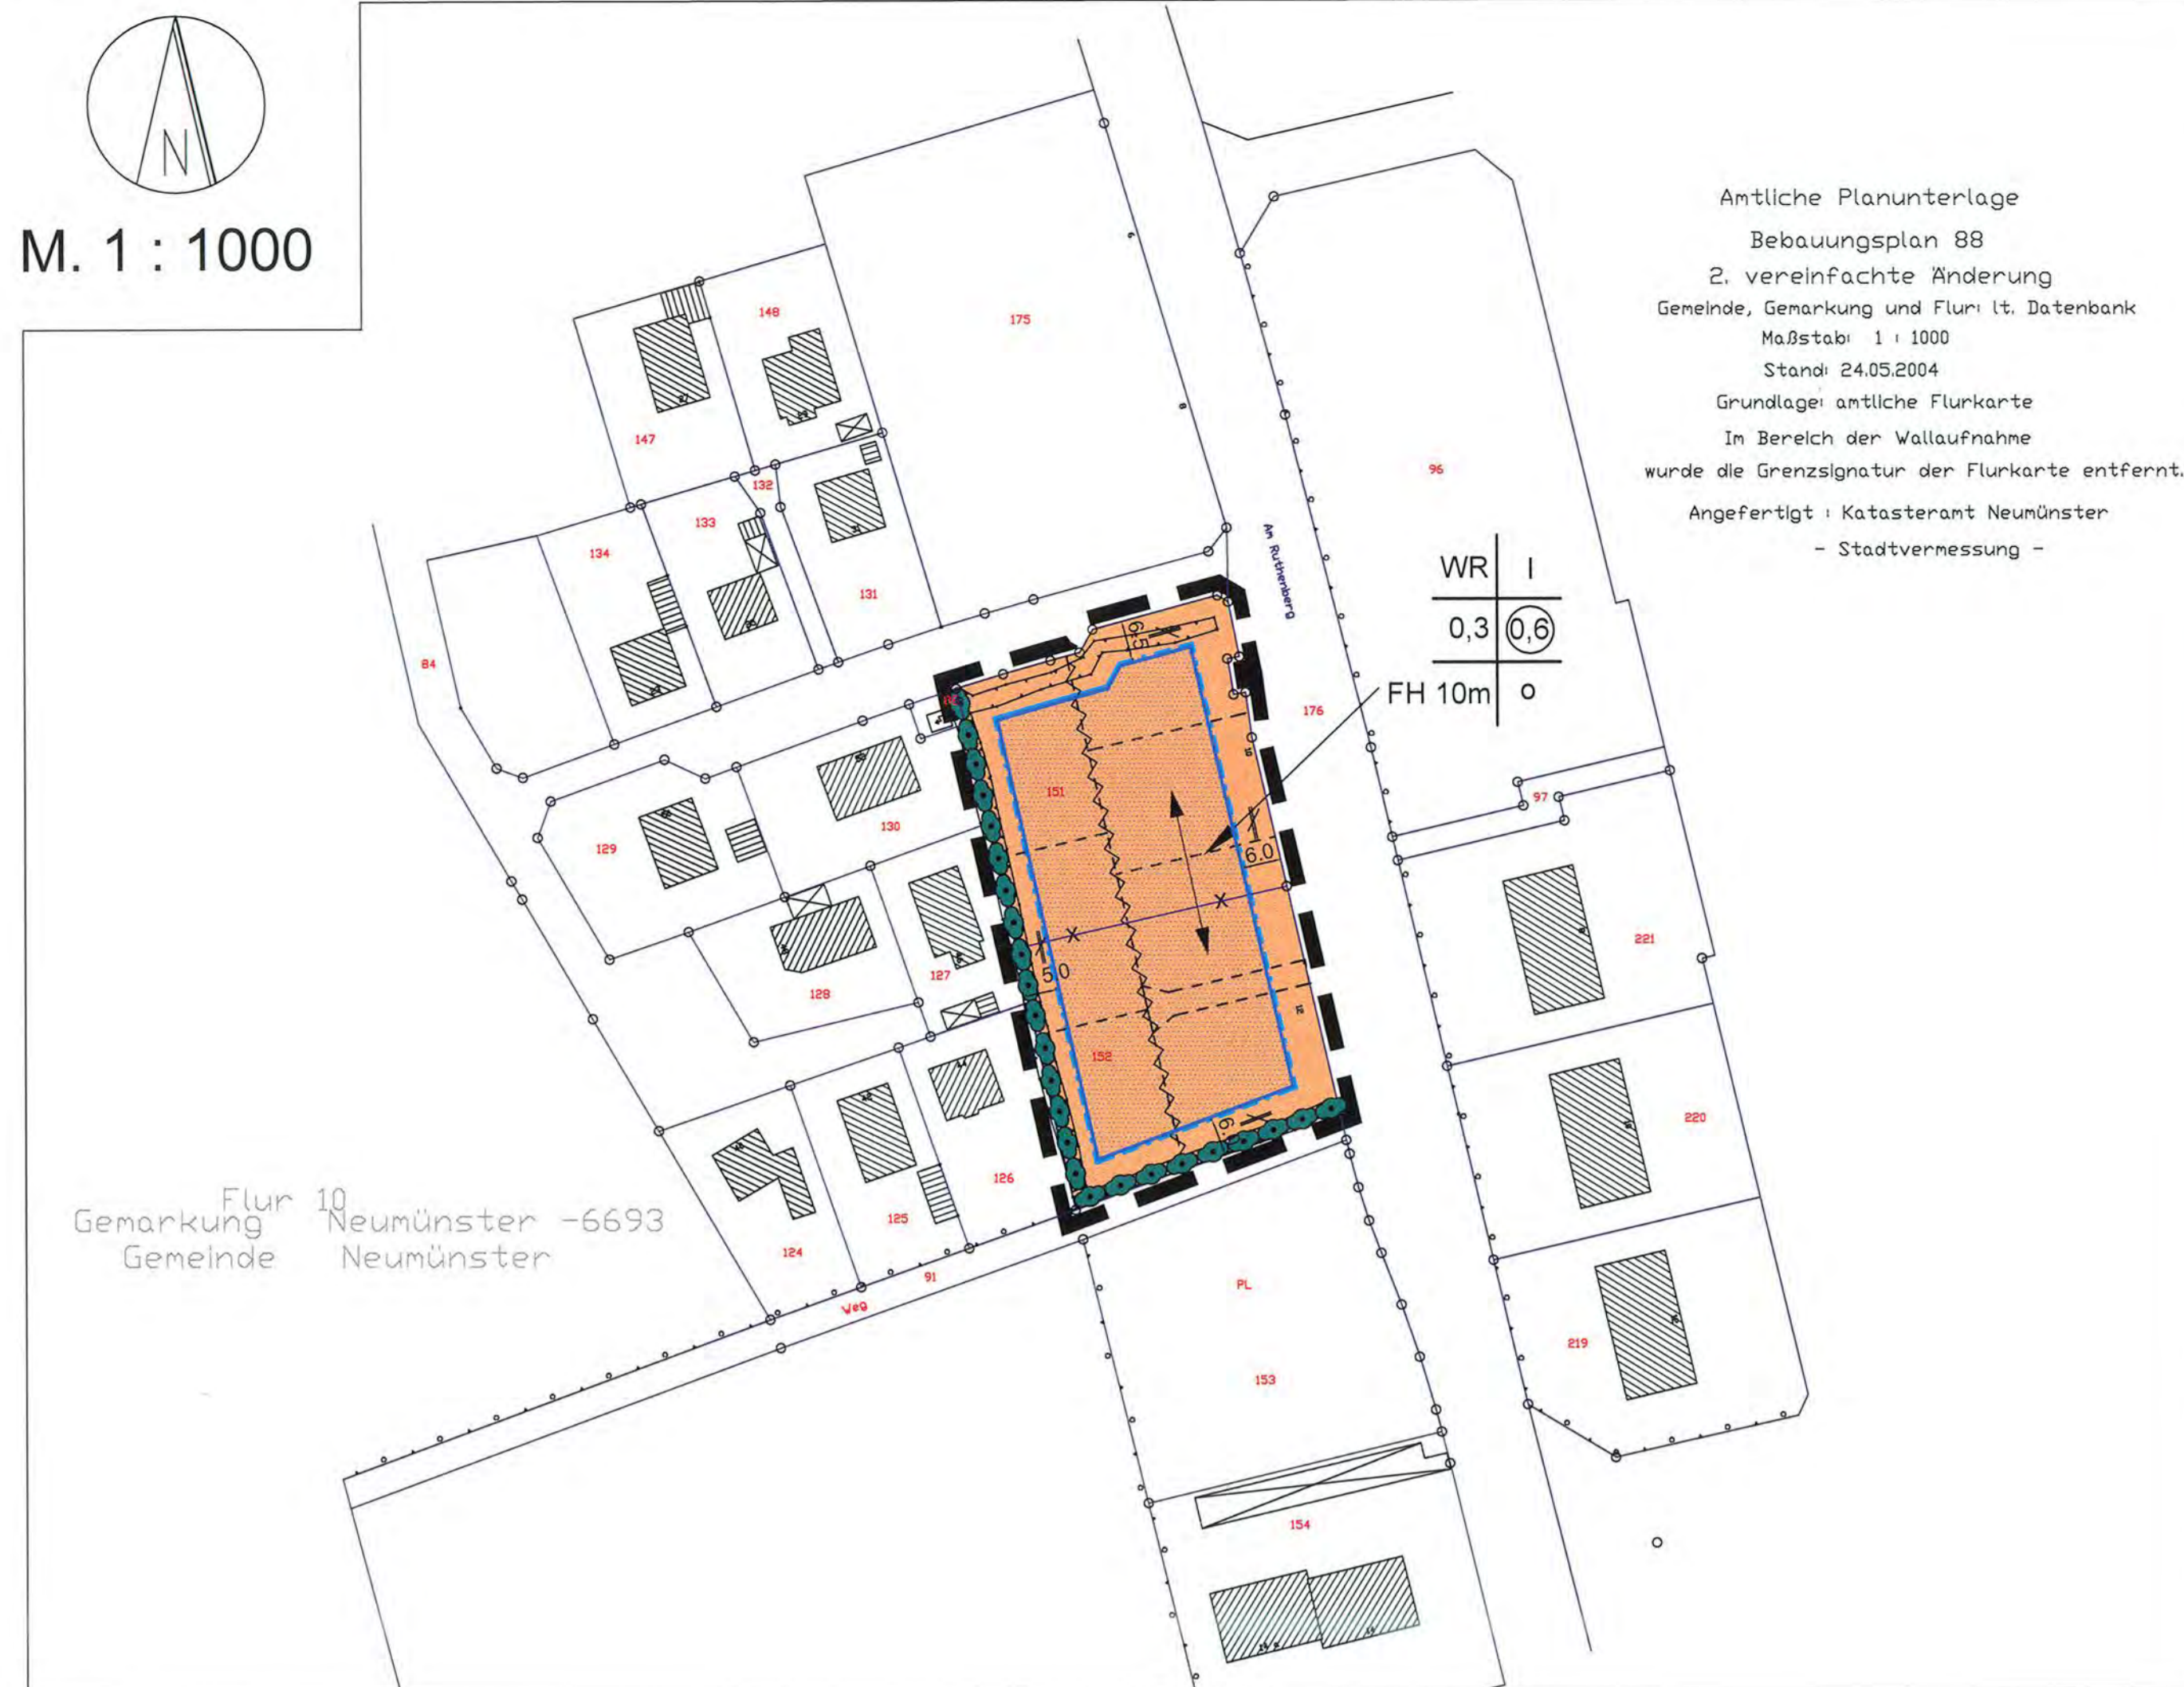 N
M. 1 : 1000
Amtliche Planunterlage
Bebauungsplan 88
2. vereinfachte Änderung
Gemeinde, Gemarkung und Flur: lt. Datenbank
Maßstab: 1 : 1000
Stand: 24.05.2004
Grundlage: amtliche Flurkarte
Im Bereich der Wallaufnahme
wurde die Grenzsignatur der Flurkarte entfernt.
Angefertigt : Katasteramt Neumünster
- Stadtvermessung -
WR I
0,3 0,6
FH 10m o
Am Ruthenberg
175
148
147
132
133
134
131
84
96
176
97
151
130
129
128
127
152
126
125
124
91
Weg
221
220
219
PL
153
154
6.5
6.0
5.0
6
8
10
12
Flur 10
Gemarkung Neumünster -6693
Gemeinde Neumünster